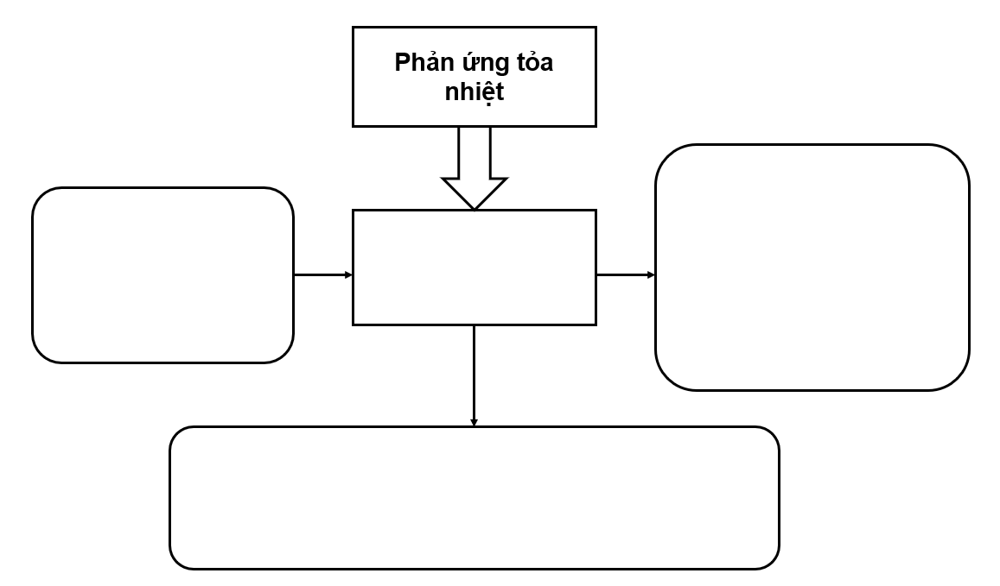 Phản ứng tỏa
nhiệt